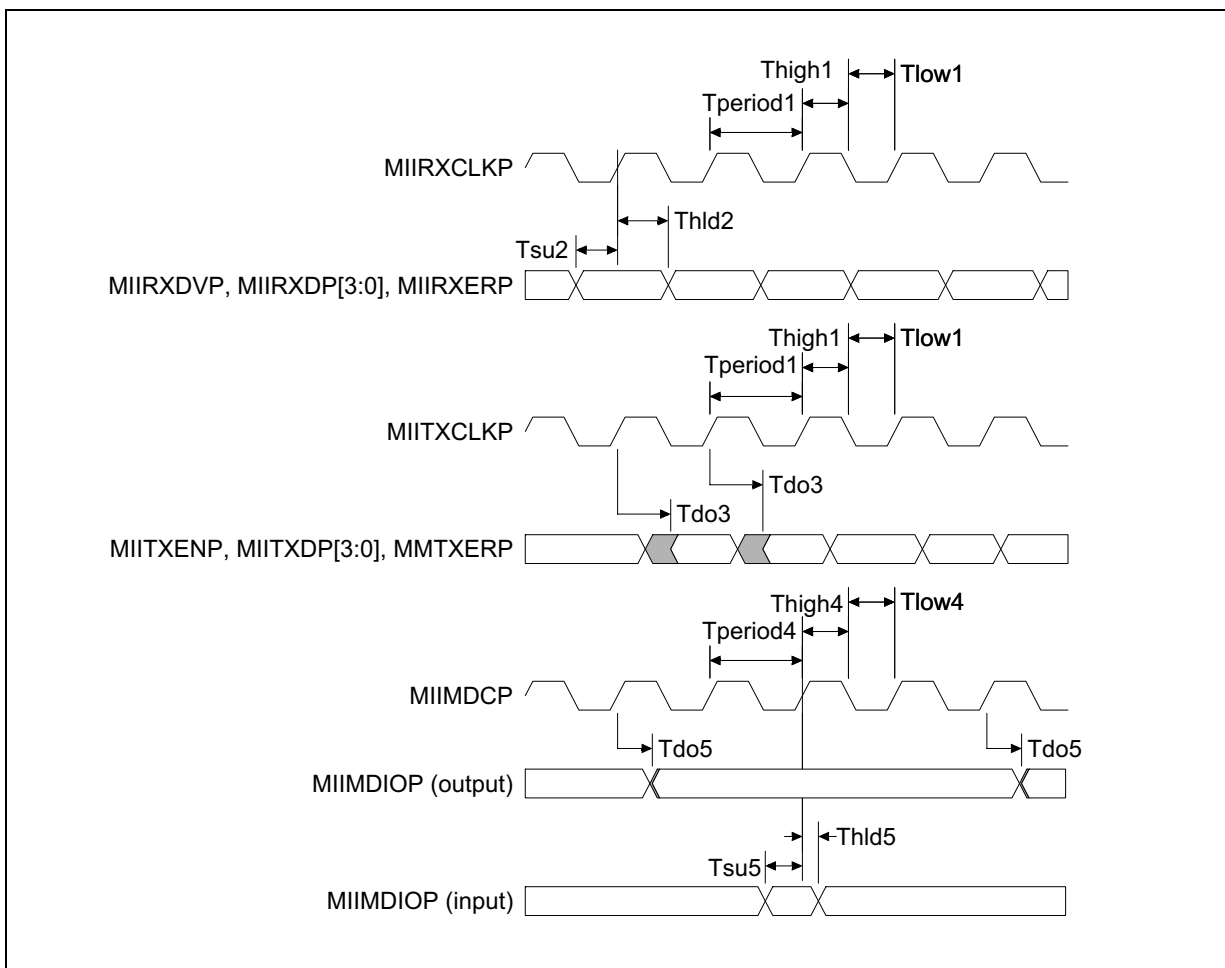 Thigh1 Tlow1
Tperiod1
MIIRXCLKP
Thld2
Tsu2
MIIRXDVP, MIIRXDP[3:0], MIIRXERP
Thigh1 Tlow1
Tperiod1
MIITXCLKP
Tdo3
Tdo3
MIITXENP, MIITXDP[3:0], MMTXERP
Thigh4 Tlow4
Tperiod4
MIIMDCP
Tdo5 Tdo5
MIIMDIOP (output)
Thld5
Tsu5
MIIMDIOP (input)